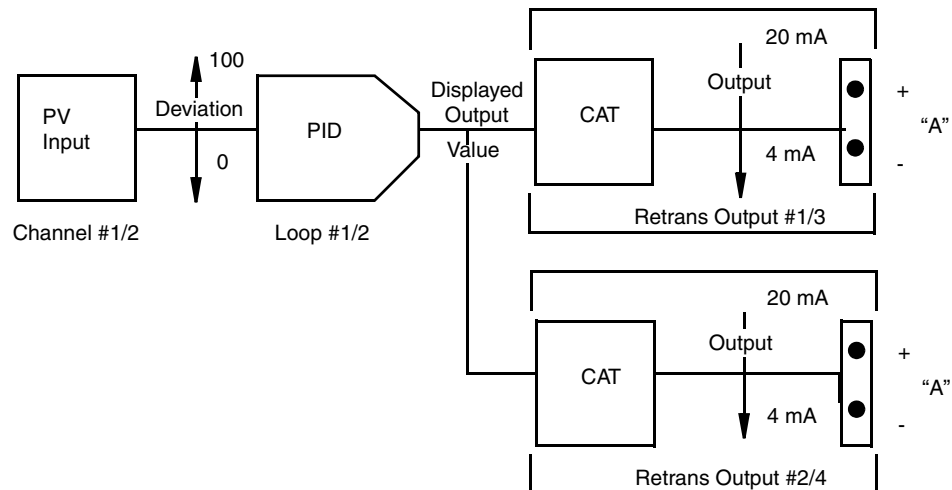 100
PV
Input
Deviation
0
Channel #1/2
PID
Loop #1/2
Displayed
Output
Value
CAT
20 mA
Output
4 mA
+
“A”
-
Retrans Output #1/3
CAT
20 mA
Output
4 mA
+
“A”
-
Retrans Output #2/4